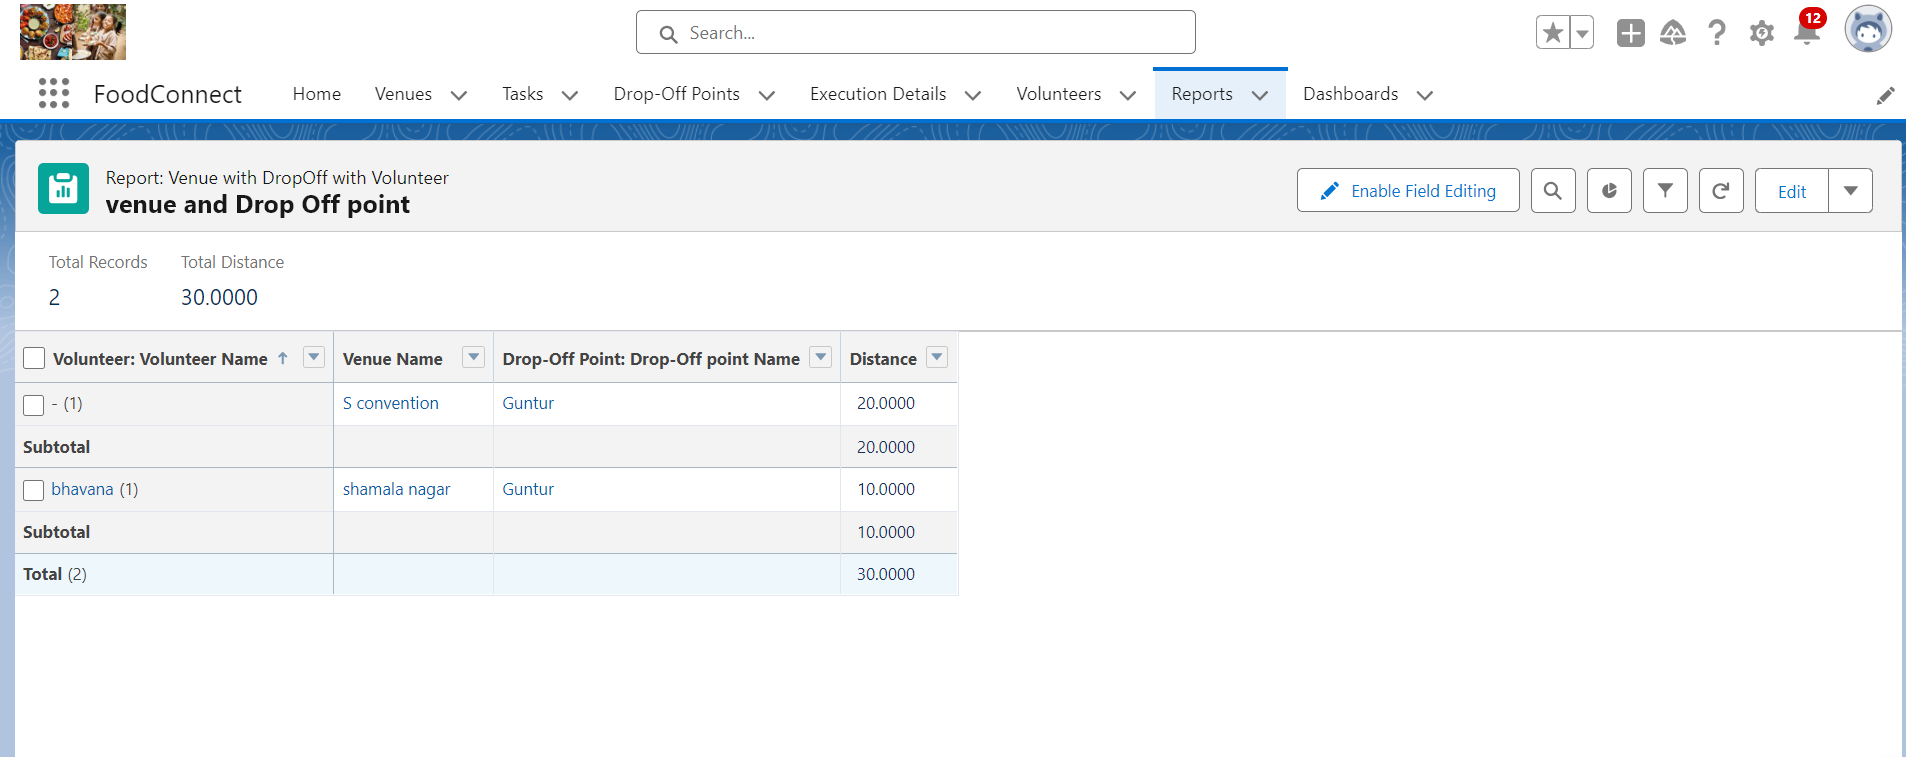 Search...
12
FoodConnect Home Venues Tasks Drop-Off Points Execution Details Volunteers Reports Dashboards
Report: Venue with DropOff with Volunteer
venue and Drop Off point
Enable Field Editing Edit
Total Records Total Distance
2 30.0000
Volunteer: Volunteer Name ↑ Venue Name Drop-Off Point: Drop-Off point Name Distance
- (1) S convention Guntur 20.0000
Subtotal 20.0000
bhavana (1) shamala nagar Guntur 10.0000
Subtotal 10.0000
Total (2) 30.0000